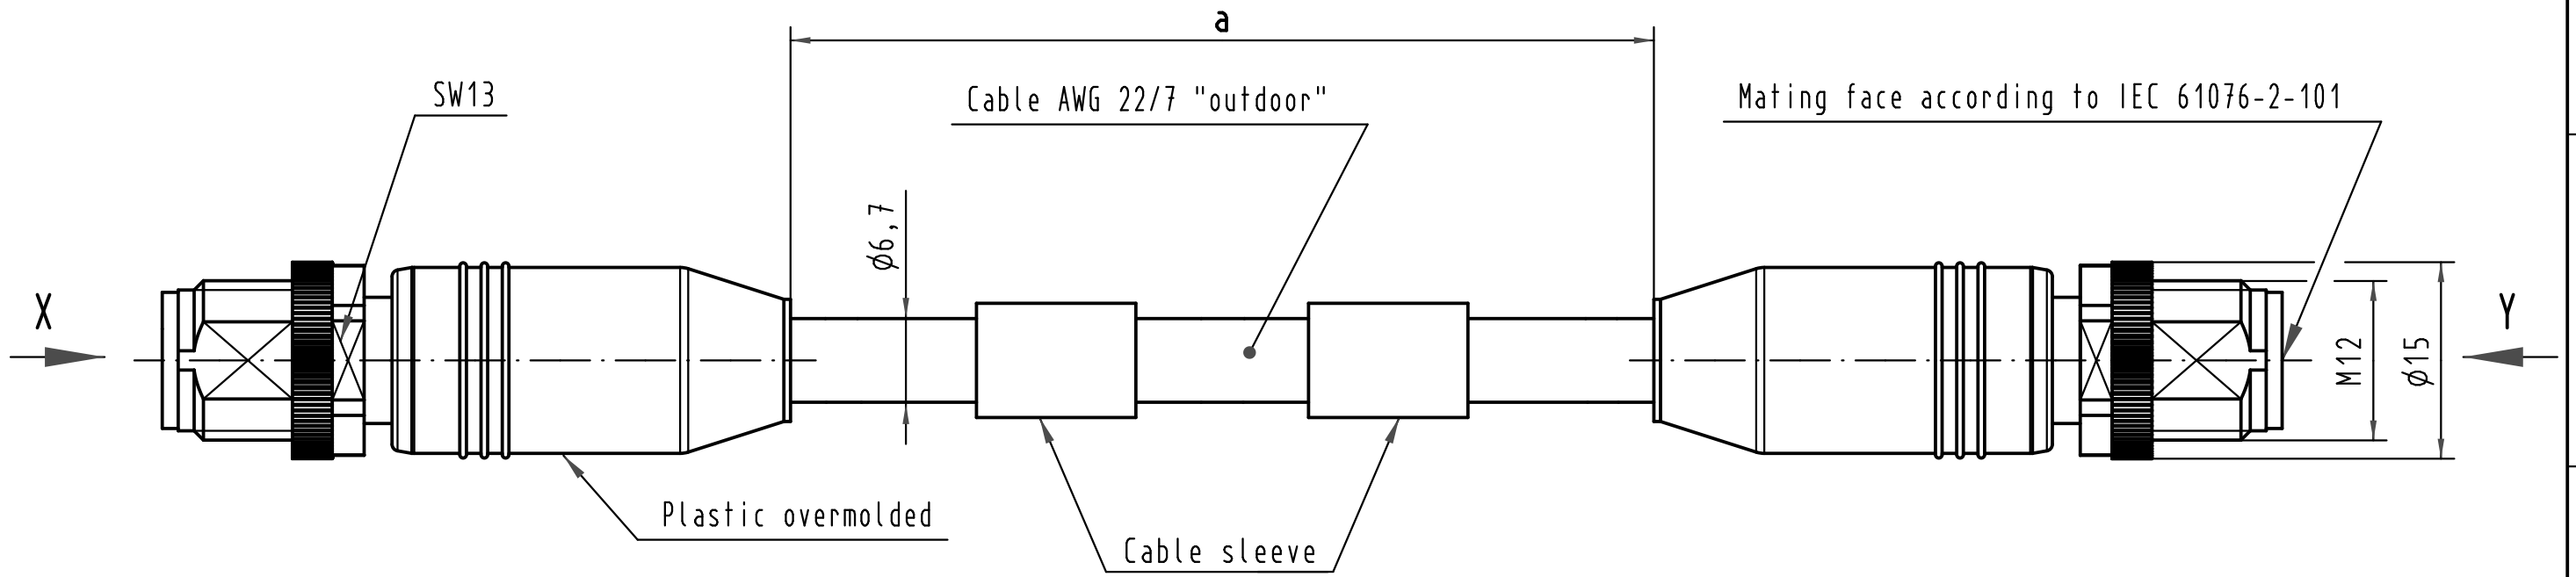 a
SW13
Cable AWG 22/7 "outdoor"
Mating face according to IEC 61076-2-101
ø6,7
X
Y
M12
ø15
Plastic overmolded
Cable sleeve